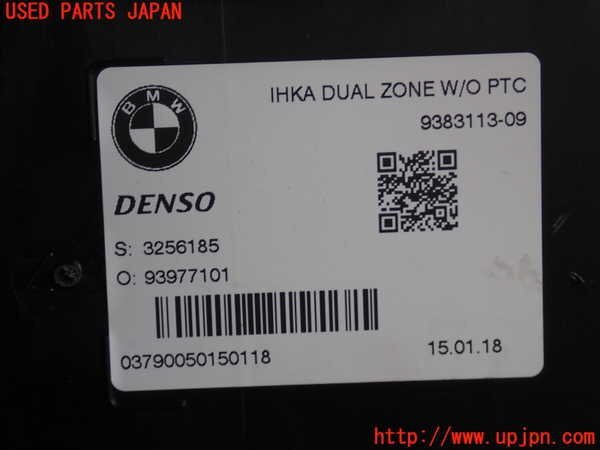 USED PARTS JAPAN
BMW
IHKA DUAL ZONE W/O PTC
9383113-09
DENSO
S: 3256185
O: 93977101
03790050150118
15.01.18
http://www.upjpn.com/